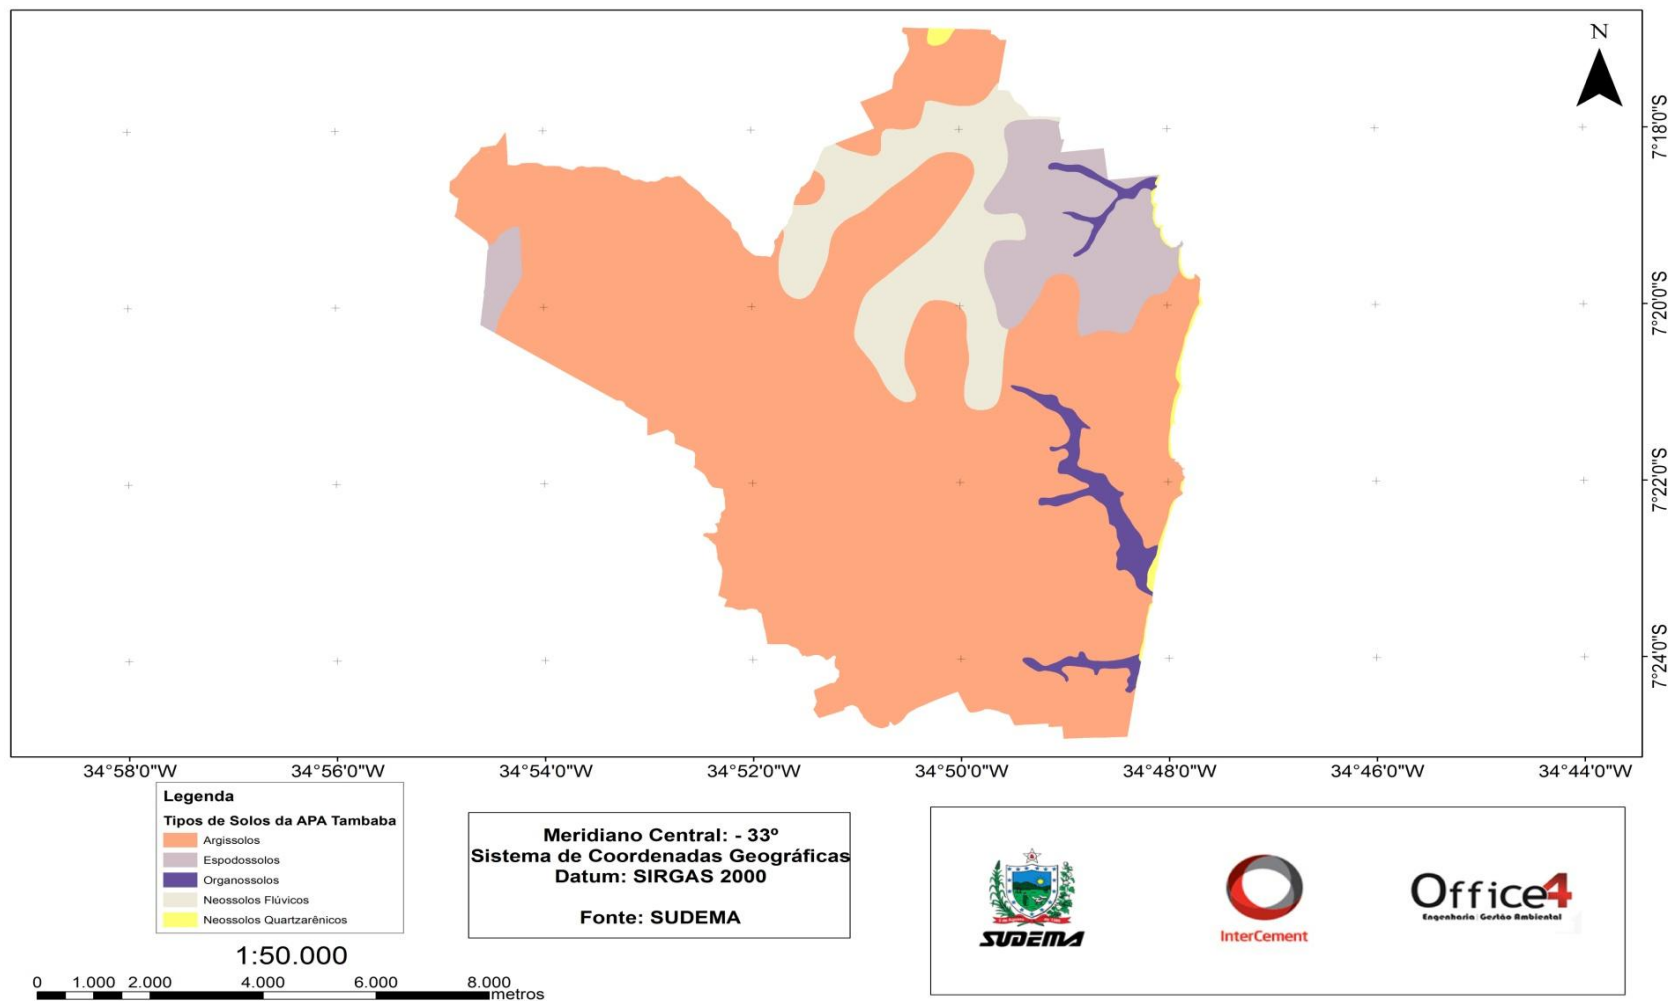 N
7°18'0"S
7°20'0"S
7°22'0"S
7°24'0"S
34°58'0"W 34°56'0"W 34°54'0"W 34°52'0"W 34°50'0"W 34°48'0"W 34°46'0"W 34°44'0"W
Legenda
Tipos de Solos da APA Tambaba
Argissolos
Espodossolos
Organossolos
Neossolos Flúvicos
Neossolos Quartzarênicos
1:50.000
0 1.000 2.000 4.000 6.000 8.000
metros
Meridiano Central: - 33º
Sistema de Coordenadas Geográficas
Datum: SIRGAS 2000
Fonte: SUDEMA
SUDEMA
InterCement
Office4
Engenharia Gestão Ambiental